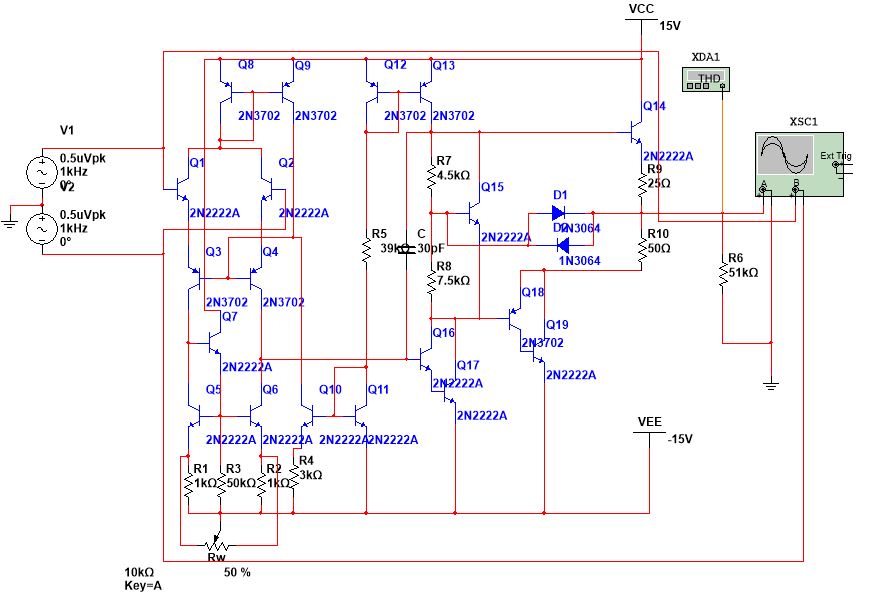 VCC
15V
XDA1
THD
XSC1
Ext Trig
A
B
V1
0.5uVpk
1kHz
0°
V2
0.5uVpk
1kHz
0°
Q8
Q9
2N3702
2N3702
Q12
Q13
2N3702
2N3702
Q14
2N2222A
Q1
Q2
2N2222A
2N2222A
R7
4.5kΩ
Q15
2N2222A
R9
25Ω
D1
1N3064
D2
1N3064
R5
39kΩ
C
30pF
R10
50Ω
R6
51kΩ
Q3
Q4
2N3702
2N3702
R8
7.5kΩ
Q7
2N2222A
Q18
2N3702
Q19
2N2222A
Q16
2N2222A
Q17
2N2222A
Q5
Q6
2N2222A
2N2222A
Q10
Q11
2N2222A
2N2222A
VEE
-15V
R1
1kΩ
R3
50kΩ
R2
1kΩ
R4
3kΩ
Rw
10kΩ
50 %
Key=A